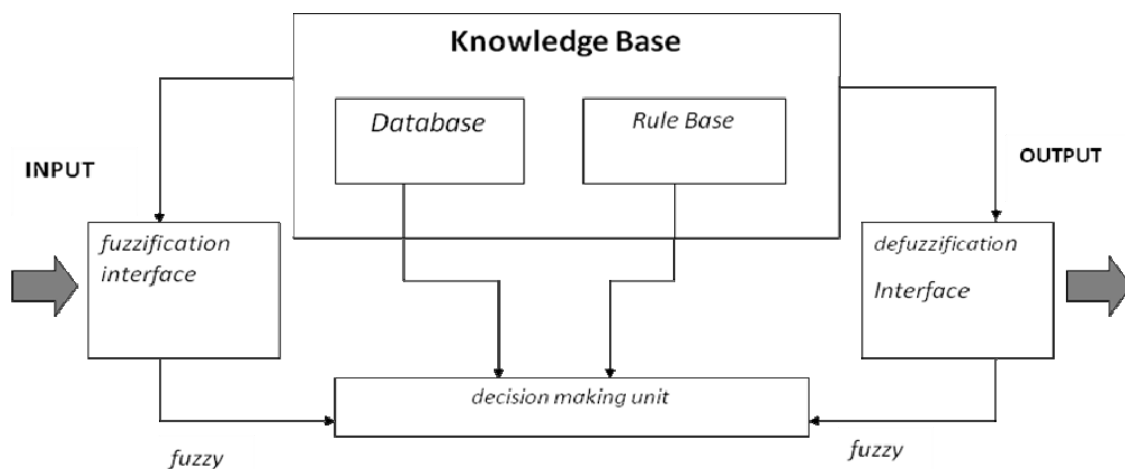 Knowledge Base
Database
Rule Base
INPUT
OUTPUT
fuzzification
interface
defuzzification
Interface
decision making unit
fuzzy
fuzzy